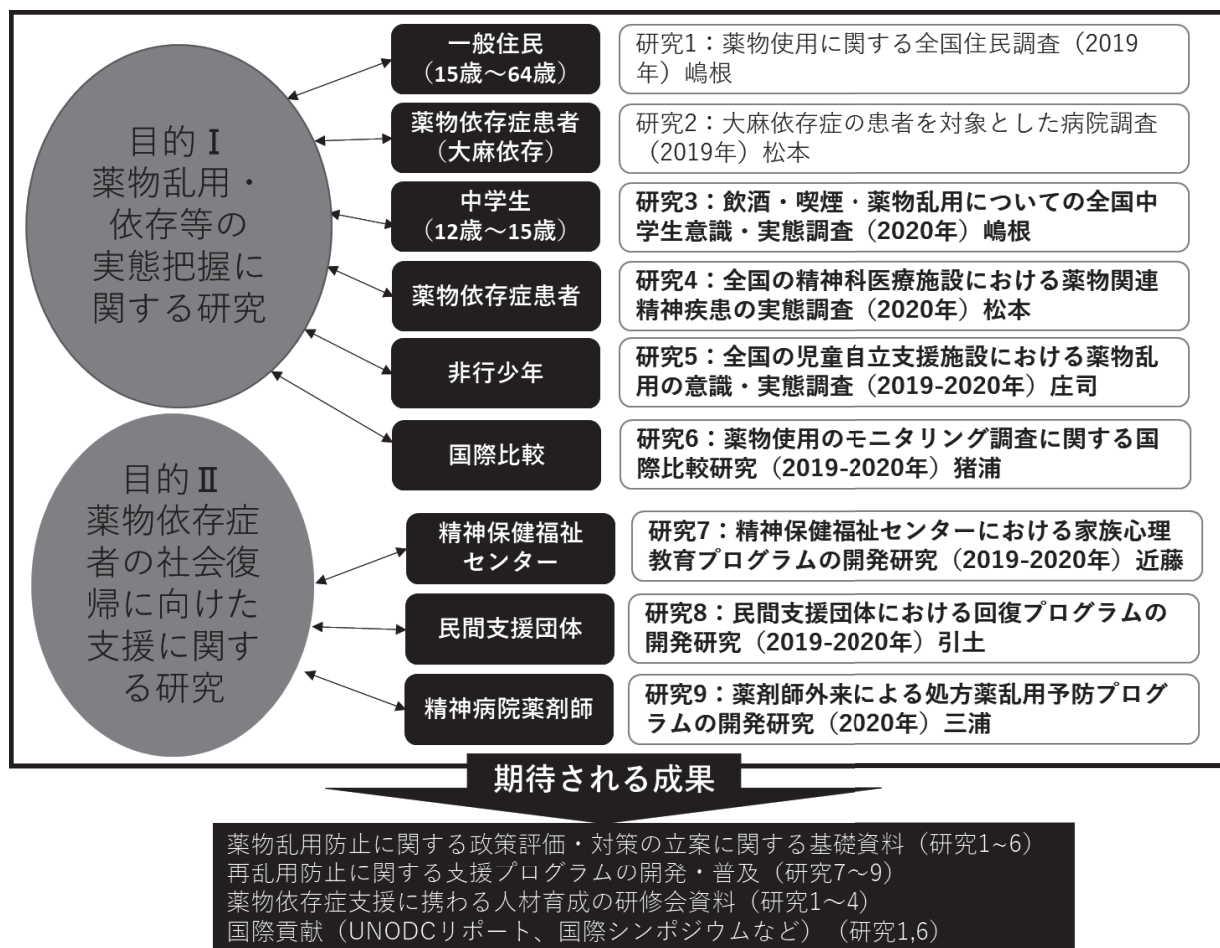 目的Ⅰ
薬物乱用・
依存等の
実態把握に
関する研究
一般住民
（15歳～64歳）
研究1：薬物使用に関する全国住民調査（2019
年）嶋根
薬物依存症患者
（大麻依存）
研究2：大麻依存症の患者を対象とした病院調査
（2019年）松本
中学生
（12歳～15歳）
研究3：飲酒・喫煙・薬物乱用についての全国中
学生意識・実態調査（2020年）嶋根
薬物依存症患者
研究4：全国の精神科医療施設における薬物関連
精神疾患の実態調査（2020年）松本
非行少年
研究5：全国の児童自立支援施設における薬物乱
用の意識・実態調査（2019-2020年）庄司
国際比較
研究6：薬物使用のモニタリング調査に関する国
際比較研究（2019-2020年）猪浦
目的Ⅱ
薬物依存症
者の社会復
帰に向けた
支援に関す
る研究
精神保健福祉
センター
研究7：精神保健福祉センターにおける家族心理
教育プログラムの開発研究（2019-2020年）近藤
民間支援団体
研究8：民間支援団体における回復プログラムの
開発研究（2019-2020年）引土
精神病院薬剤師
研究9：薬剤師外来による処方薬乱用予防プログ
ラムの開発研究（2020年）三浦
期待される成果
薬物乱用防止に関する政策評価・対策の立案に関する基礎資料（研究1~6）
再乱用防止に関する支援プログラムの開発・普及（研究7～9）
薬物依存症支援に携わる人材育成の研修会資料（研究1～4）
国際貢献（UNODCリポート、国際シンポジウムなど）（研究1,6）